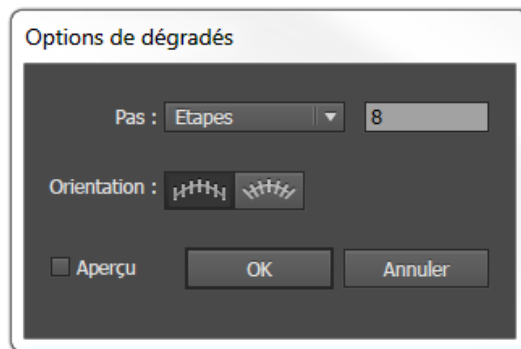 Options de dégradés
Pas : Etapes 8
Orientation :
Aperçu OK Annuler